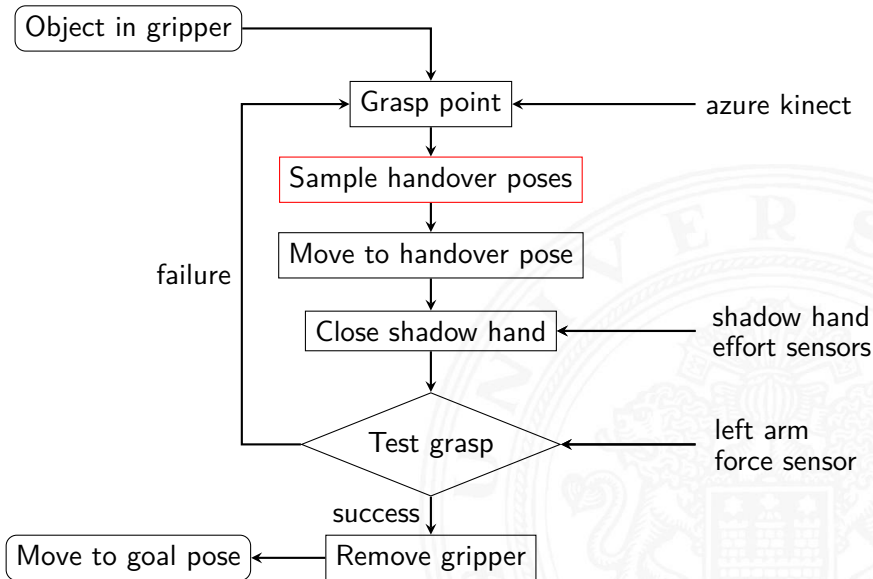 Object in gripper
Grasp point
azure kinect
Sample handover poses
Move to handover pose
failure
Close shadow hand
shadow hand
effort sensors
Test grasp
left arm
force sensor
success
Move to goal pose
Remove gripper